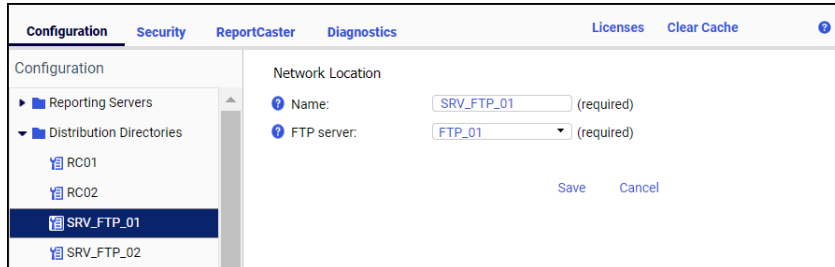 Configuration Security ReportCaster Diagnostics Licenses Clear Cache ?
Configuration
Reporting Servers
Distribution Directories
RC01
RC02
SRV_FTP_01
SRV_FTP_02
Network Location
? Name: SRV_FTP_01 (required)
? FTP server: FTP_01 (required)
Save Cancel